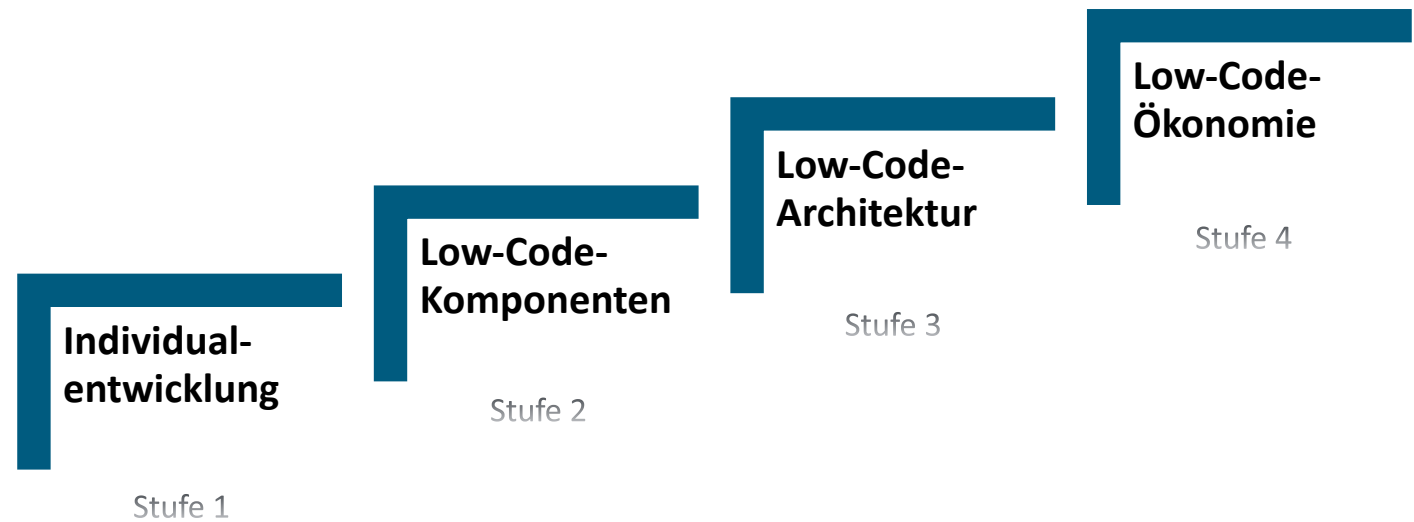 Individual-
entwicklung
Stufe 1
Low-Code-
Komponenten
Stufe 2
Low-Code-
Architektur
Stufe 3
Low-Code-
Ökonomie
Stufe 4